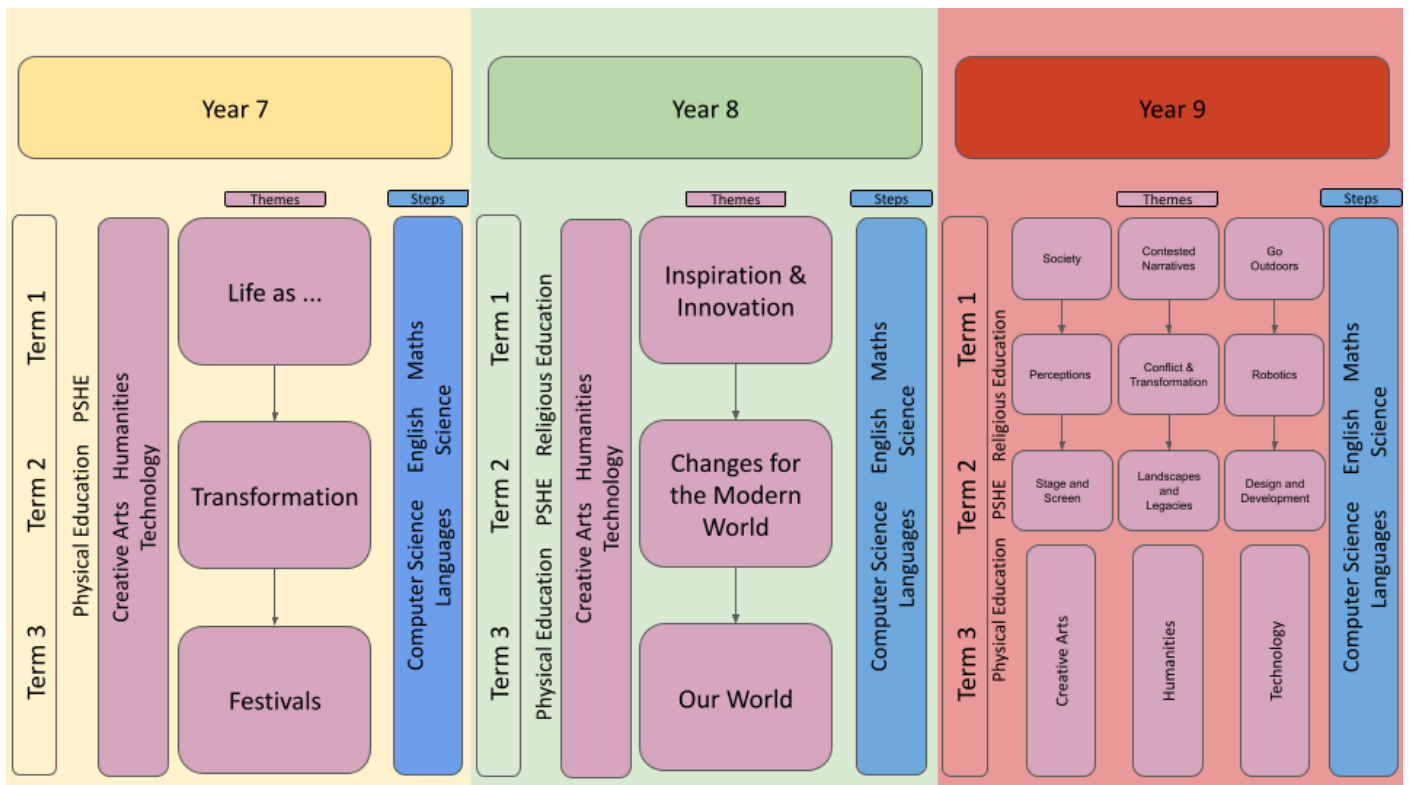 Year 7
Themes
Steps
Term 1
Term 2
Term 3
Physical Education PSHE
Creative Arts Humanities
Technology
Life as ...
Transformation
Festivals
Computer Science English Maths
Languages Science
Year 8
Themes
Steps
Term 1
Term 2
Term 3
Physical Education PSHE Religious Education
Creative Arts Humanities
Technology
Inspiration &
Innovation
Changes for
the Modern
World
Our World
Computer Science English Maths
Languages Science
Year 9
Themes
Steps
Term 1
Term 2
Term 3
Physical Education PSHE Religious Education
Society
Perceptions
Stage and
Screen
Creative Arts
Contested
Narratives
Conflict &
Transformation
Landscapes
and
Legacies
Humanities
Go
Outdoors
Robotics
Design and
Development
Technology
Computer Science English Maths
Languages Science